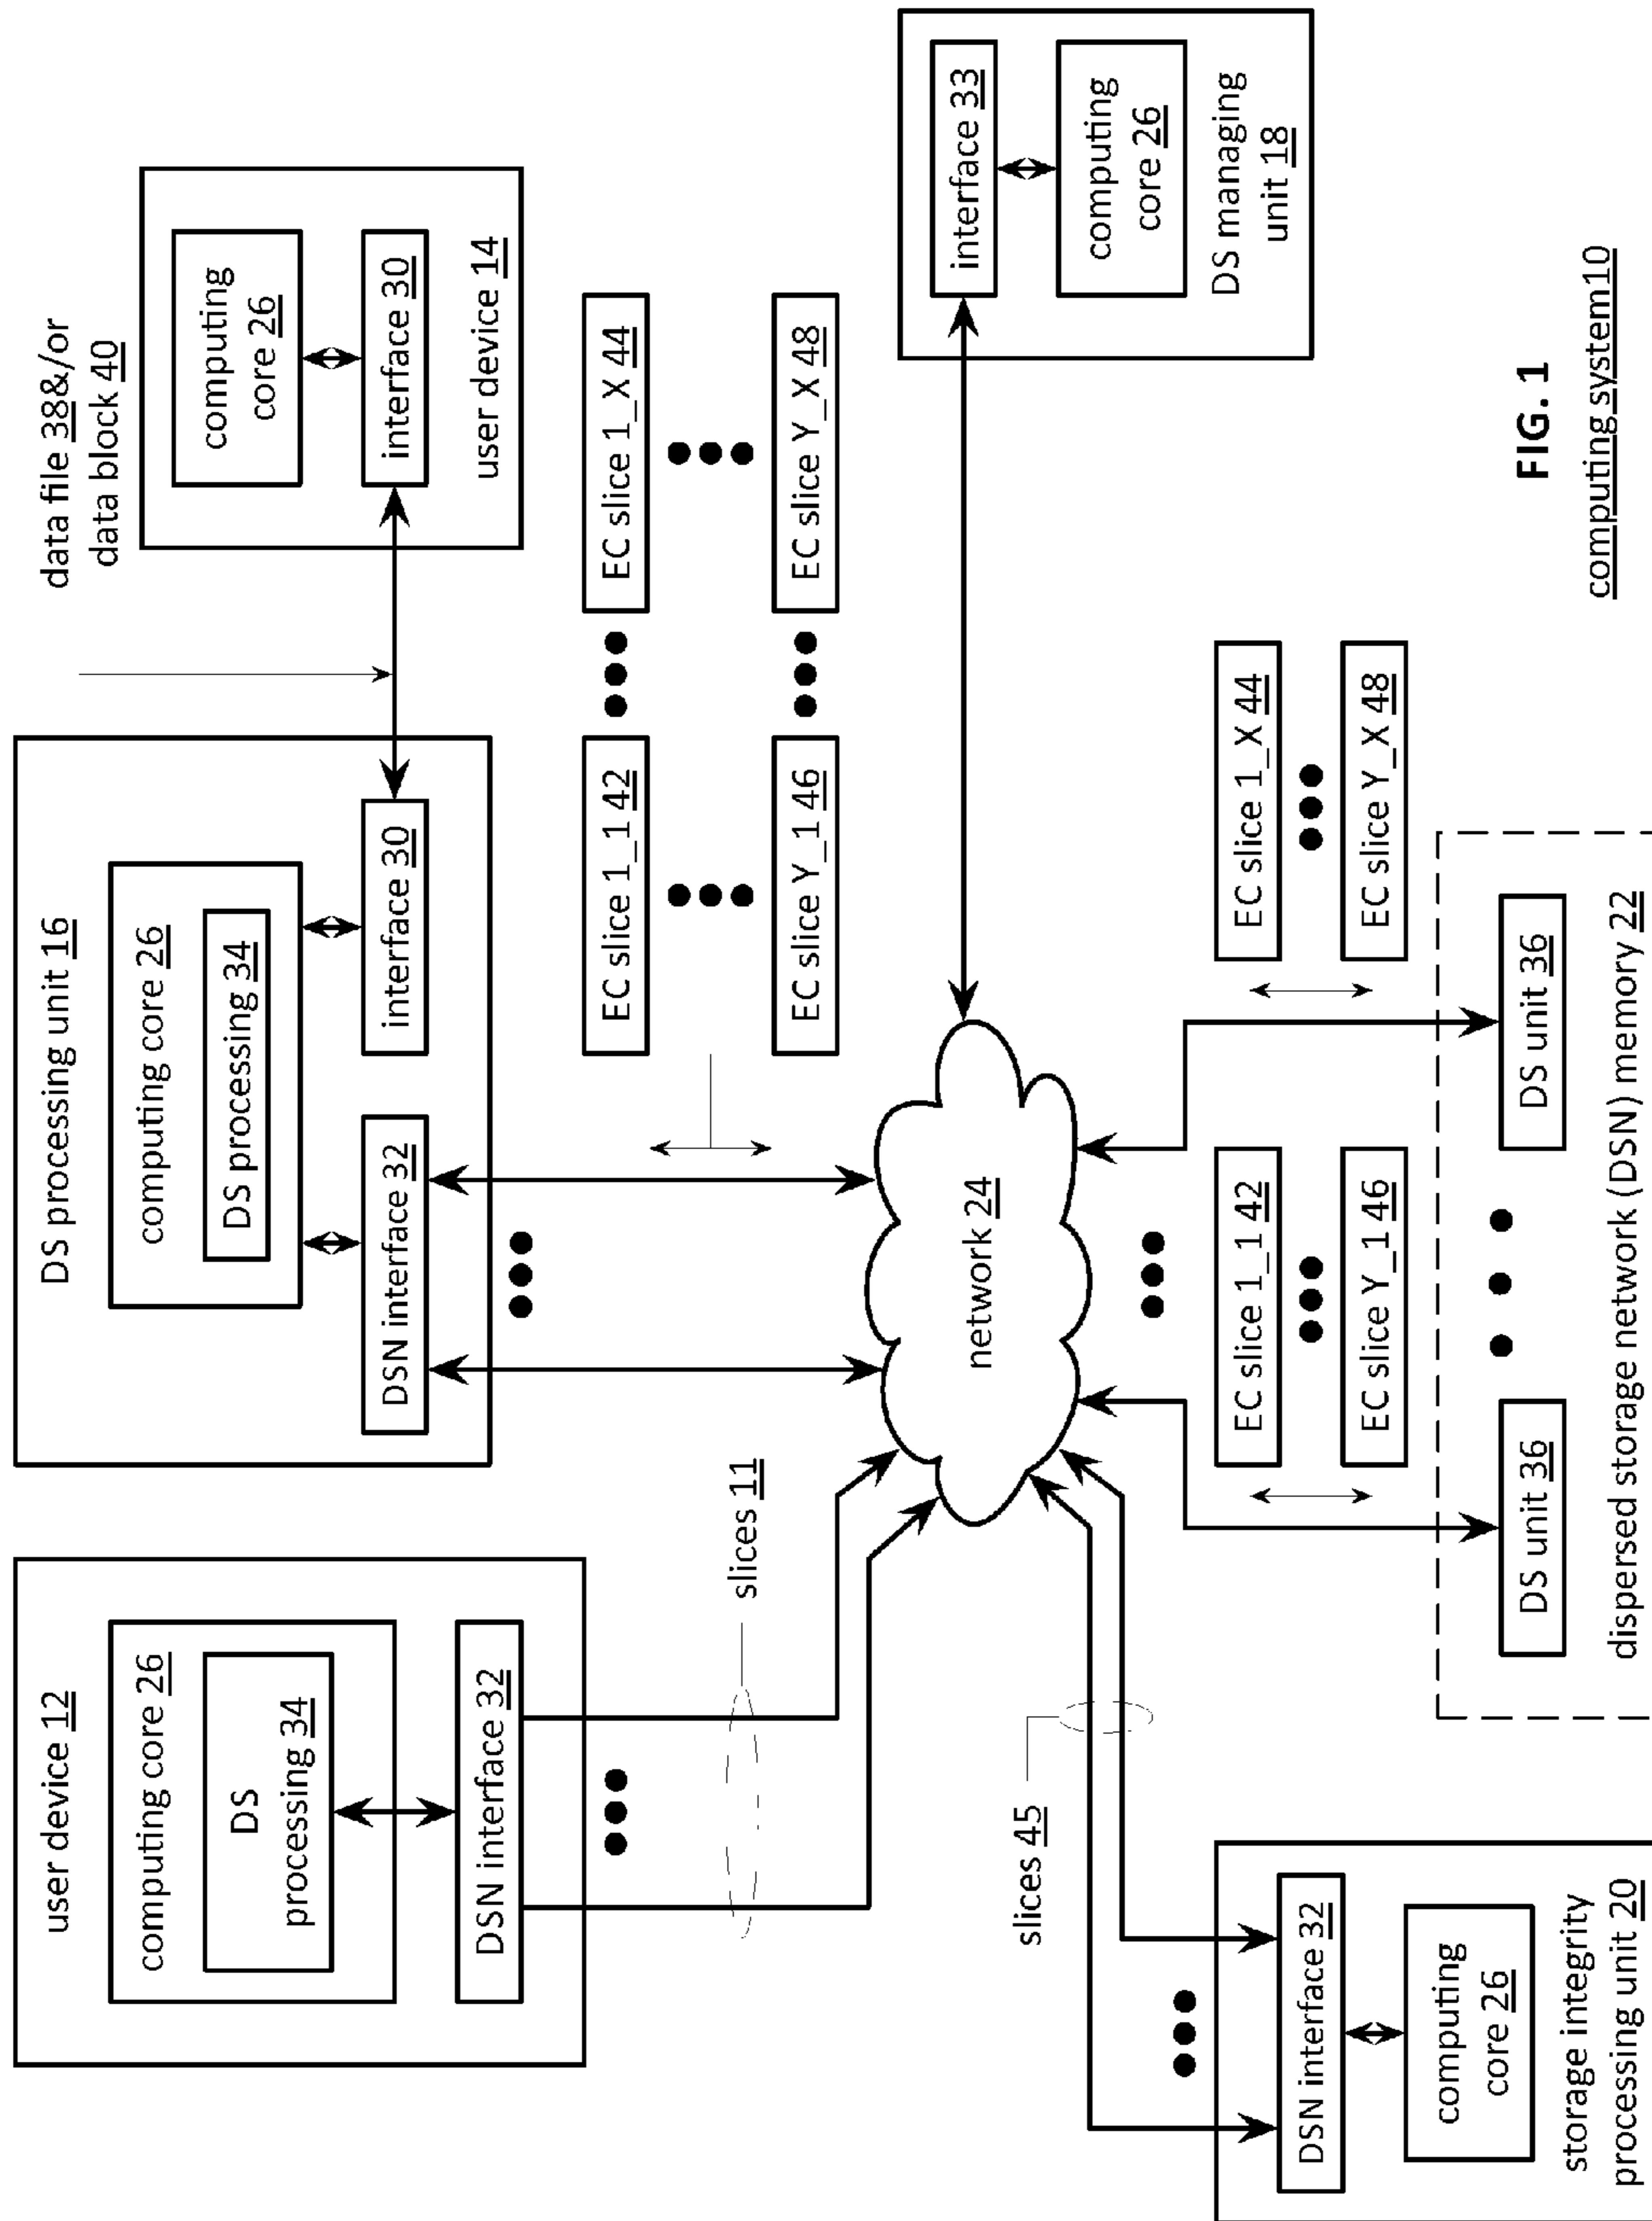 user device 12
computing core 26
DS
processing 34
DSN interface 32
slices 11
DS processing unit 16
computing core 26
DS processing 34
DSN interface 32
interface 30
data file 38&/or
data block 40
computing
core 26
interface 30
user device 14
EC slice 1_1 42
EC slice 1_X 44
EC slice Y_1 46
EC slice Y_X 48
network 24
slices 45
DSN interface 32
computing
core 26
storage integrity
processing unit 20
EC slice 1_1 42
EC slice Y_1 46
EC slice 1_X 44
EC slice Y_X 48
DS unit 36
DS unit 36
dispersed storage network (DSN) memory 22
interface 33
computing
core 26
DS managing
unit 18
FIG. 1
computing system10